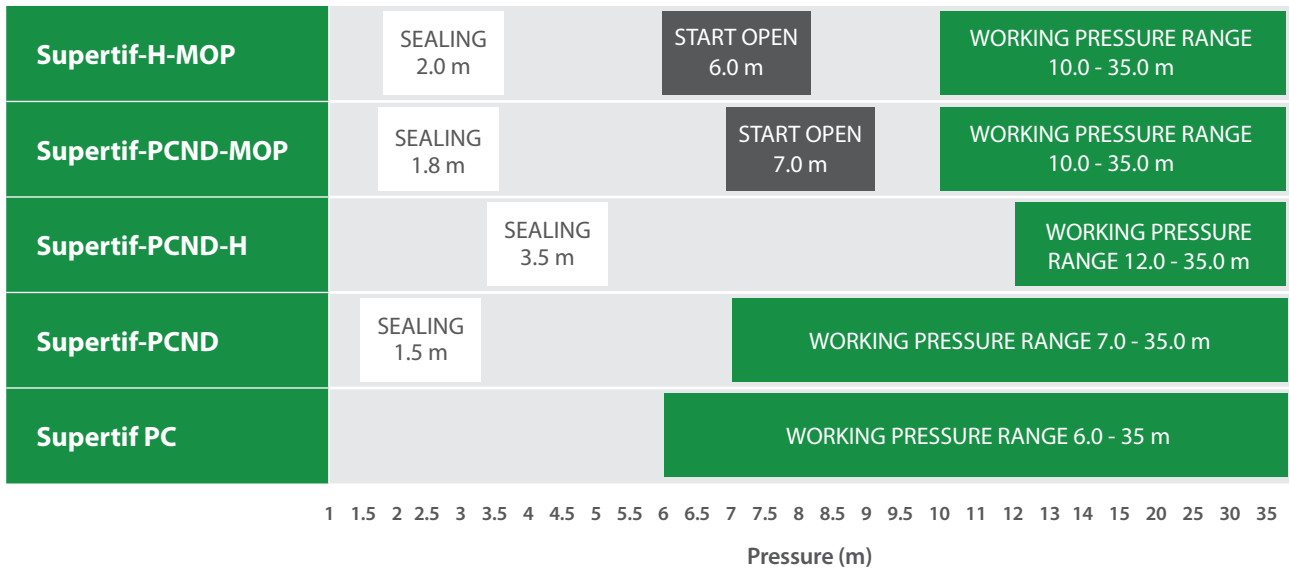 Supertif-H-MOP
SEALING
2.0 m
START OPEN
6.0 m
WORKING PRESSURE RANGE
10.0 - 35.0 m
Supertif-PCND-MOP
SEALING
1.8 m
START OPEN
7.0 m
WORKING PRESSURE RANGE
10.0 - 35.0 m
Supertif-PCND-H
SEALING
3.5 m
WORKING PRESSURE
RANGE 12.0 - 35.0 m
Supertif-PCND
SEALING
1.5 m
WORKING PRESSURE RANGE 7.0 - 35.0 m
Supertif PC
WORKING PRESSURE RANGE 6.0 - 35 m
1 1.5 2 2.5 3 3.5 4 4.5 5 5.5 6 6.5 7 7.5 8 8.5 9 9.5 10 11 12 13 14 15 20 25 30 35
Pressure (m)